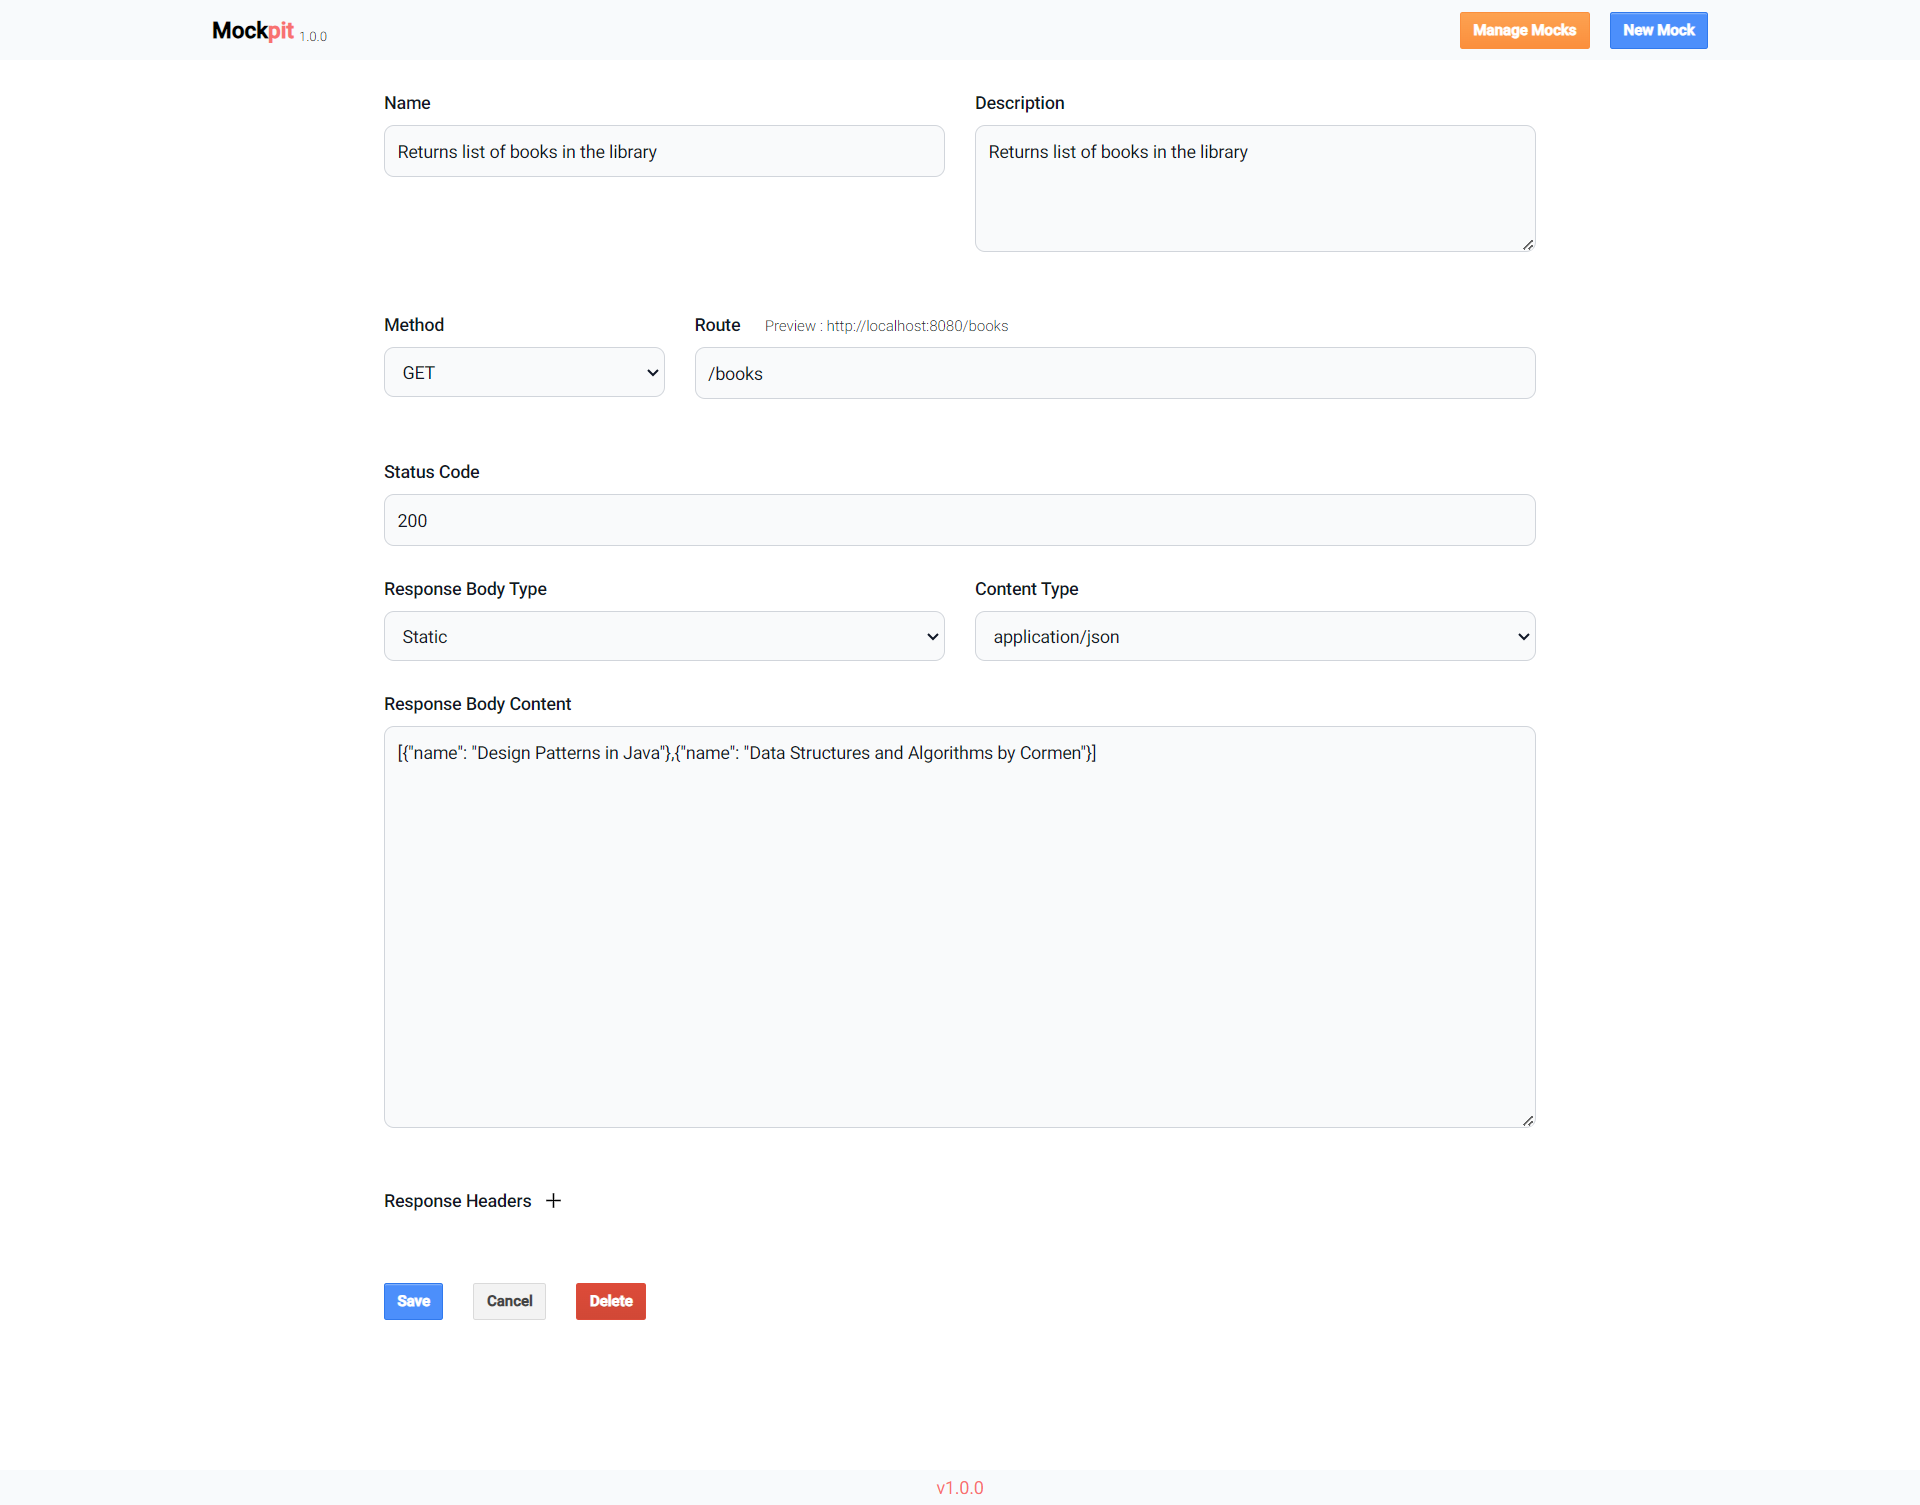 Mockpit 1.0.0
Manage Mocks
New Mock
Name
Description
Returns list of books in the library
Returns list of books in the library
Method
Route
Preview : http://localhost:8080/books
GET
/books
Status Code
200
Response Body Type
Content Type
Static
application/json
Response Body Content
[{"name": "Design Patterns in Java"},{"name": "Data Structures and Algorithms by Cormen"}]
Response Headers +
Save
Cancel
Delete
v1.0.0